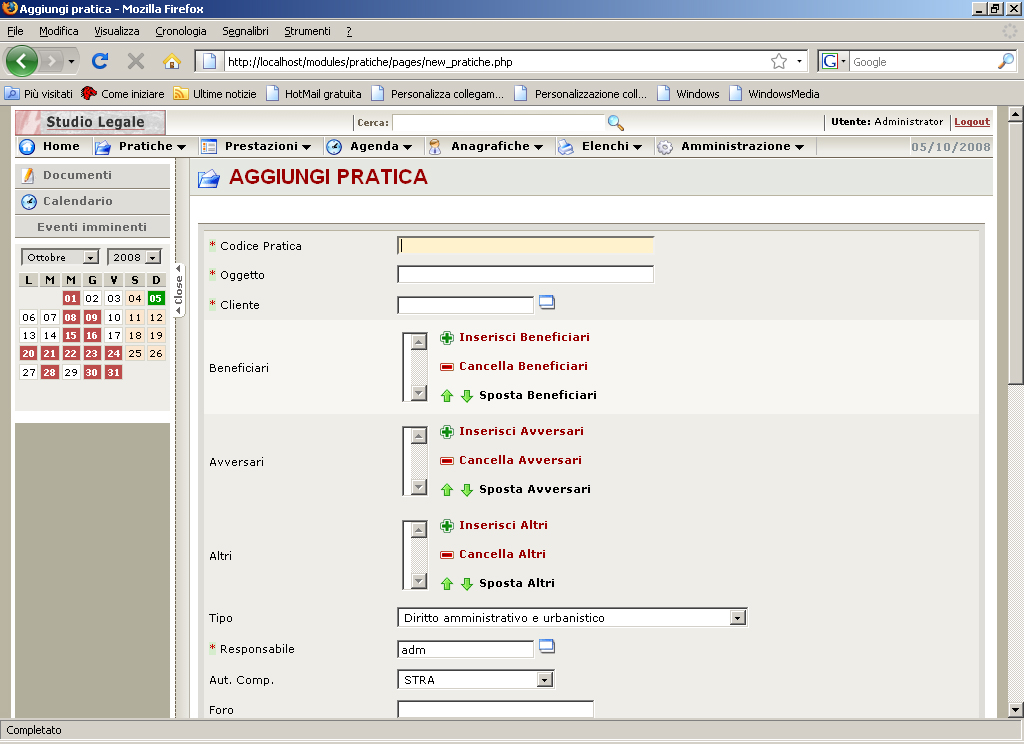 Aggiungi pratica - Mozilla Firefox
File Modifica Visualizza Cronologia Segnalibri Strumenti ?
http://localhost/modules/pratiche/pages/new_pratiche.php
G Google
Più visitati Come iniziare Ultime notizie HotMail gratuita Personalizza collegam... Personalizzazione coll... Windows WindowsMedia
Studio Legale Cerca: Utente: Administrator Logout
Home Pratiche Prestazioni Agenda Anagrafiche Elenchi Amministrazione 05/10/2008
Documenti
Calendario
Eventi imminenti
Ottobre 2008
L M M G V S D
01 02 03 04 05
06 07 08 09 10 11 12
13 14 15 16 17 18 19
20 21 22 23 24 25 26
27 28 29 30 31
Close
AGGIUNGI PRATICA
* Codice Pratica
* Oggetto
* Cliente
Beneficiari
Inserisci Beneficiari
Cancella Beneficiari
Sposta Beneficiari
Avversari
Inserisci Avversari
Cancella Avversari
Sposta Avversari
Altri
Inserisci Altri
Cancella Altri
Sposta Altri
Tipo Diritto amministrativo e urbanistico
* Responsabile adm
Aut. Comp. STRA
Foro
Completato